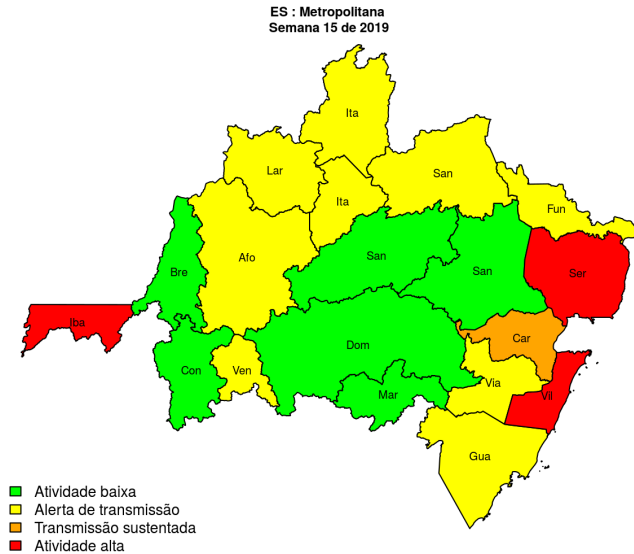 ES : Metropolitana
Semana 15 de 2019
Ita
Lar
San
Ita
Fun
Afo
San
Bre
San
Ser
Iba
Car
Dom
Con
Ven
Via
Mar
Vil
Gua
Atividade baixa
Alerta de transmissão
Transmissão sustentada
Atividade alta